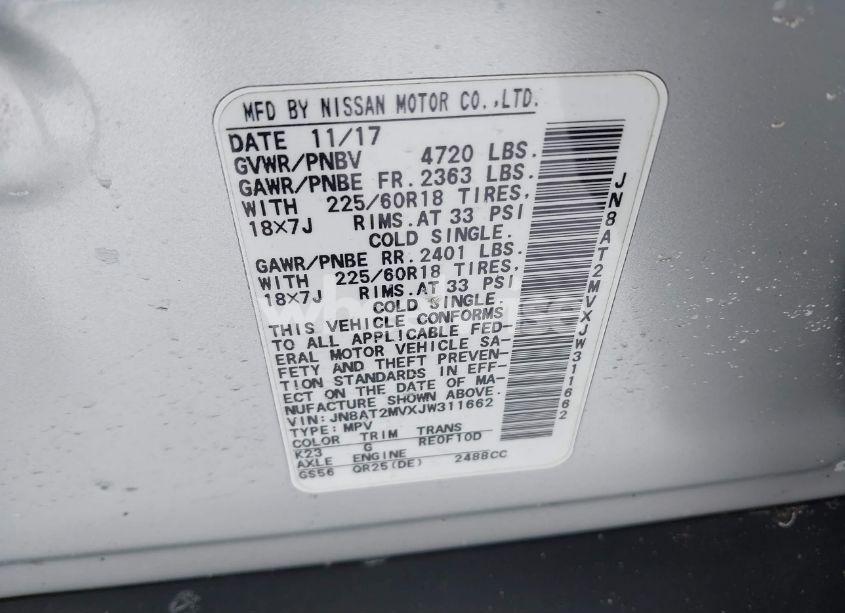 MFD BY NISSAN MOTOR CO.,LTD.
DATE 11/17
GVWR/PNBV 4720 LBS.
GAWR/PNBE FR. 2363 LBS.
WITH 225/60R18 TIRES,
18×7J RIMS.AT 33 PSI
COLD SINGLE.
GAWR/PNBE RR. 2401 LBS.
WITH 225/60R18 TIRES,
18×7J RIMS.AT 33 PSI
COLD SINGLE.
THIS VEHICLE CONFORMS
TO ALL APPLICABLE FED-
ERAL MOTOR VEHICLE SA-
FETY AND THEFT PREVEN-
TION STANDARDS IN EFF-
ECT ON THE DATE OF MA-
NUFACTURE SHOWN ABOVE.
VIN: JN8AT2MVXJW311662
TYPE: MPV
COLOR TRIM TRANS
K23 G RE0F10D
AXLE ENGINE
GS56 QR25(DE) 2488CC
JN8AT2MVXJW311662